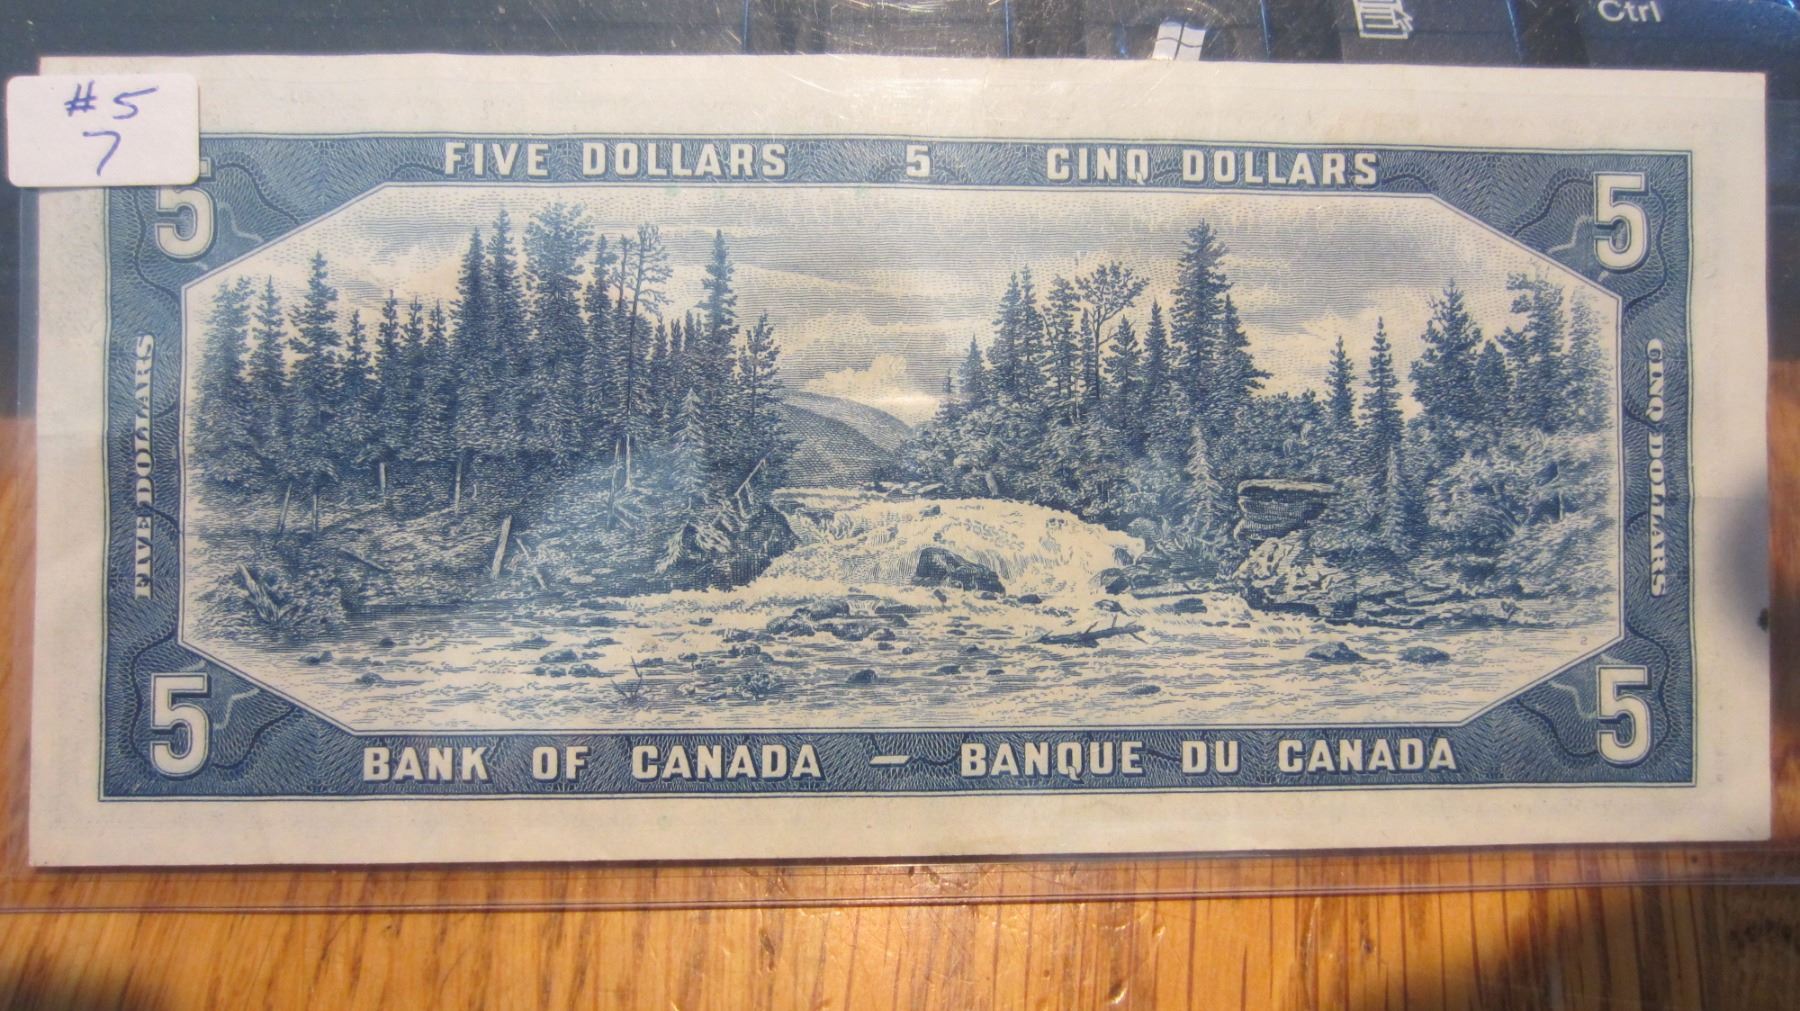 Ctrl
#5
7
FIVE DOLLARS 5 CINQ DOLLARS
5
5
FIVE DOLLARS
CINQ DOLLARS
2
5
5
BANK OF CANADA — BANQUE DU CANADA